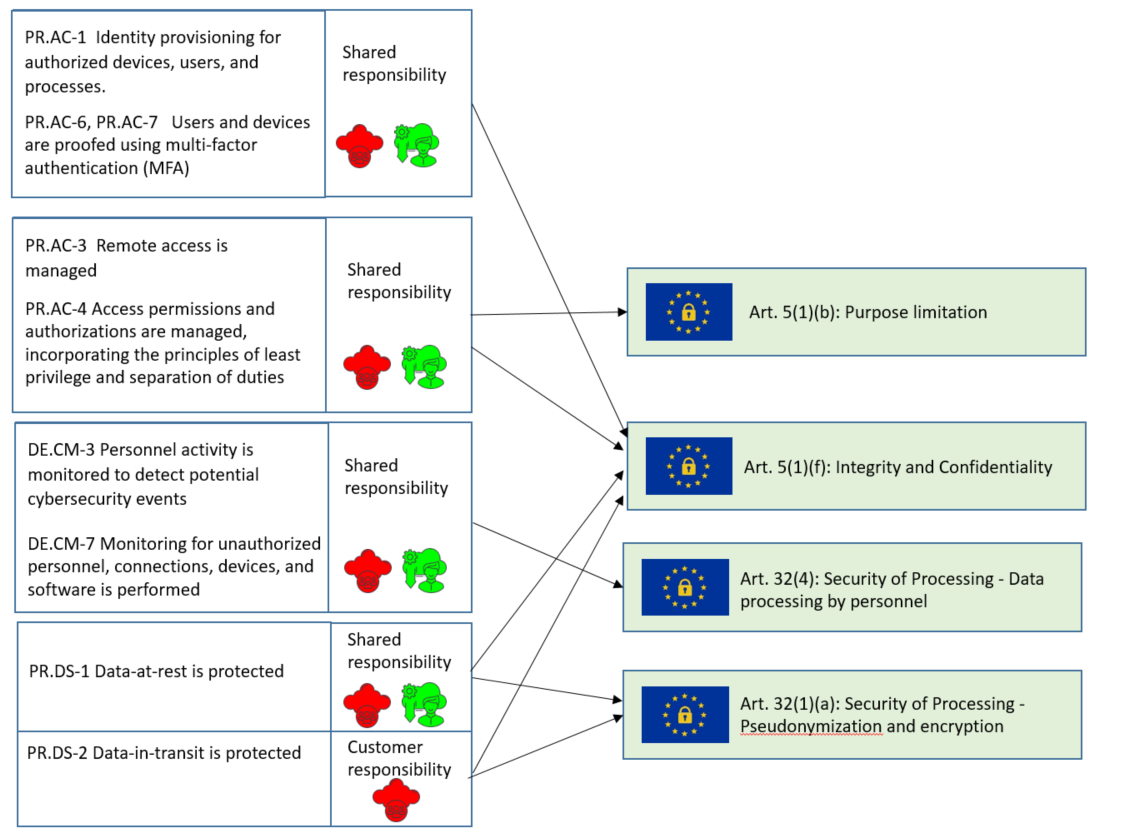 PR.AC-1 Identity provisioning for
authorized devices, users, and
processes.
PR.AC-6, PR.AC-7 Users and devices
are proofed using multi-factor
authentication (MFA)
Shared
responsibility
PR.AC-3 Remote access is
managed
PR.AC-4 Access permissions and
authorizations are managed,
incorporating the principles of least
privilege and separation of duties
Shared
responsibility
DE.CM-3 Personnel activity is
monitored to detect potential
cybersecurity events
DE.CM-7 Monitoring for unauthorized
personnel, connections, devices, and
software is performed
Shared
responsibility
PR.DS-1 Data-at-rest is protected
Shared
responsibility
PR.DS-2 Data-in-transit is protected
Customer
responsibility
Art. 5(1)(b): Purpose limitation
Art. 5(1)(f): Integrity and Confidentiality
Art. 32(4): Security of Processing - Data
processing by personnel
Art. 32(1)(a): Security of Processing -
Pseudonymization and encryption